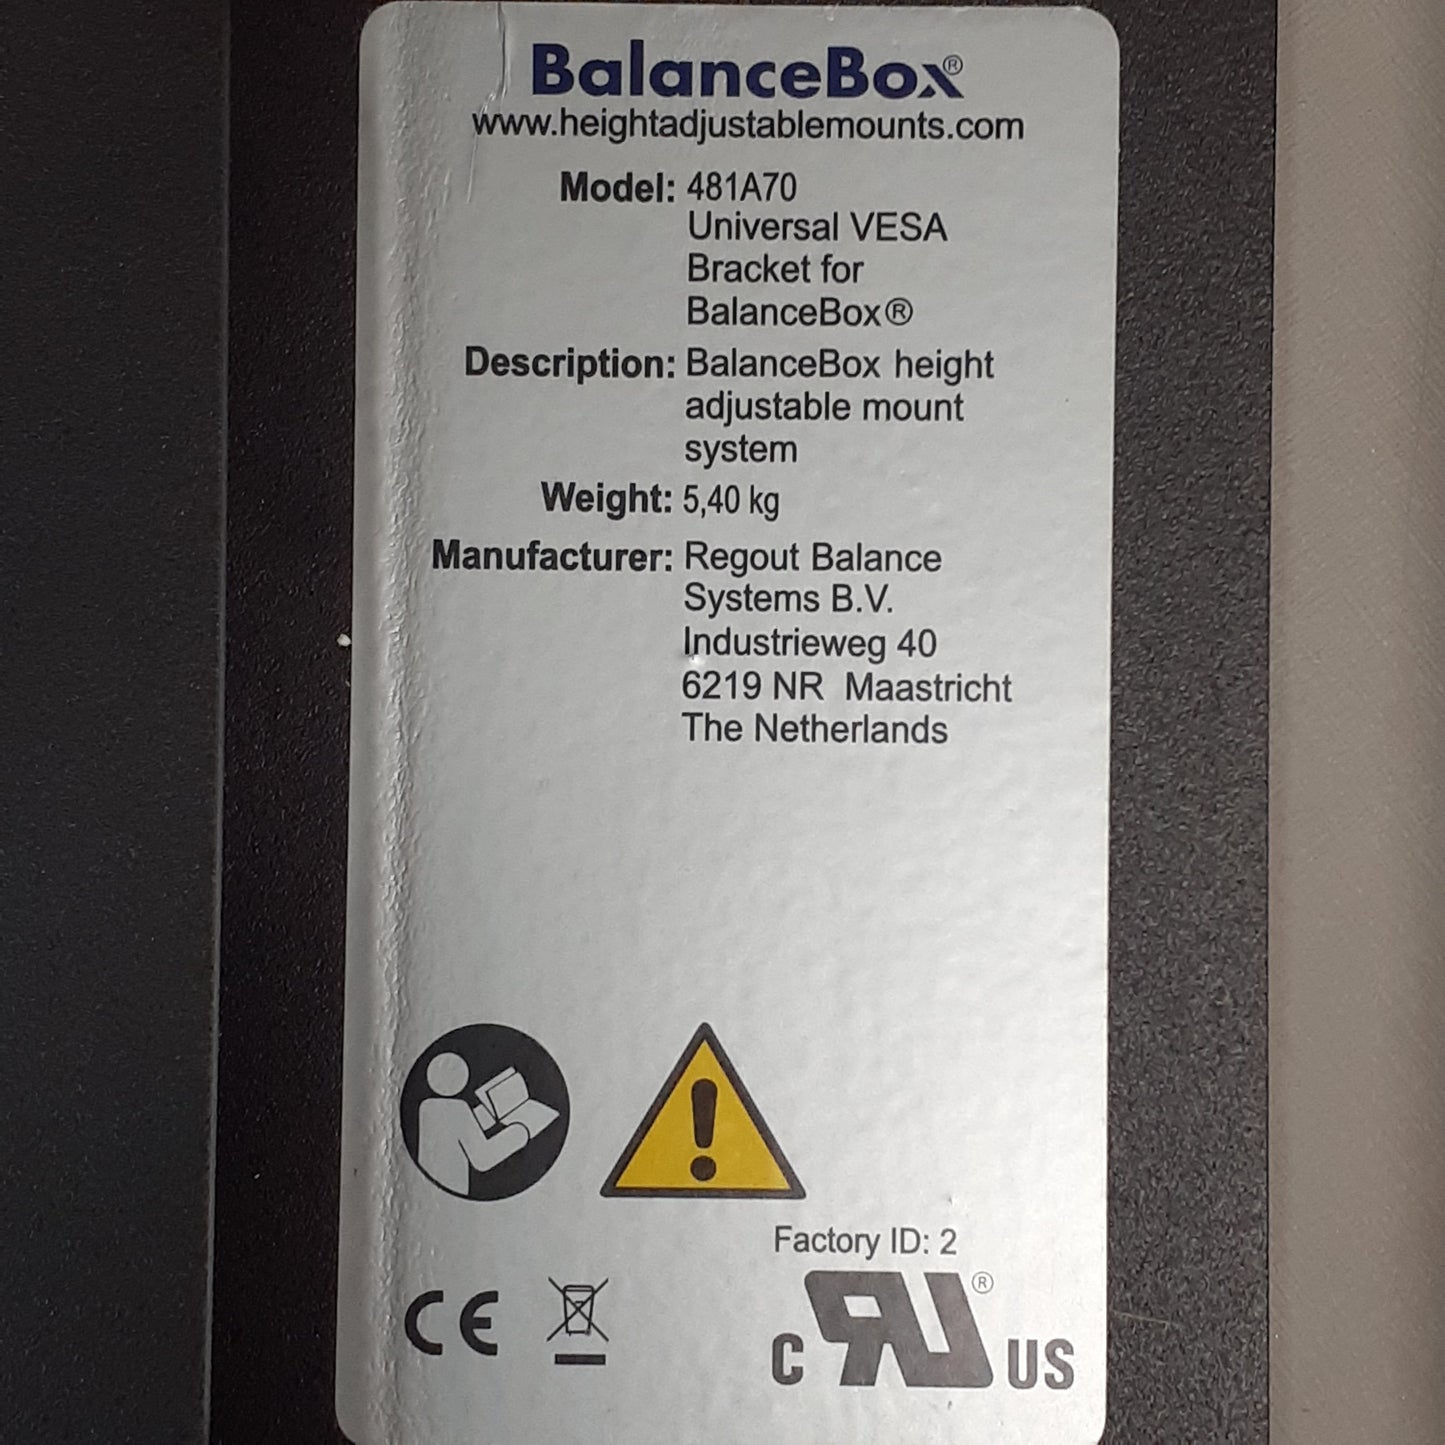 BalanceBox®
www.heightadjustablemounts.com
Model: 481A70
Universal VESA
Bracket for
BalanceBox®
Description: BalanceBox height
adjustable mount
system
Weight: 5,40 kg
Manufacturer: Regout Balance
Systems B.V.
Industrieweg 40
6219 NR Maastricht
The Netherlands
Factory ID: 2
CE
C RU® US